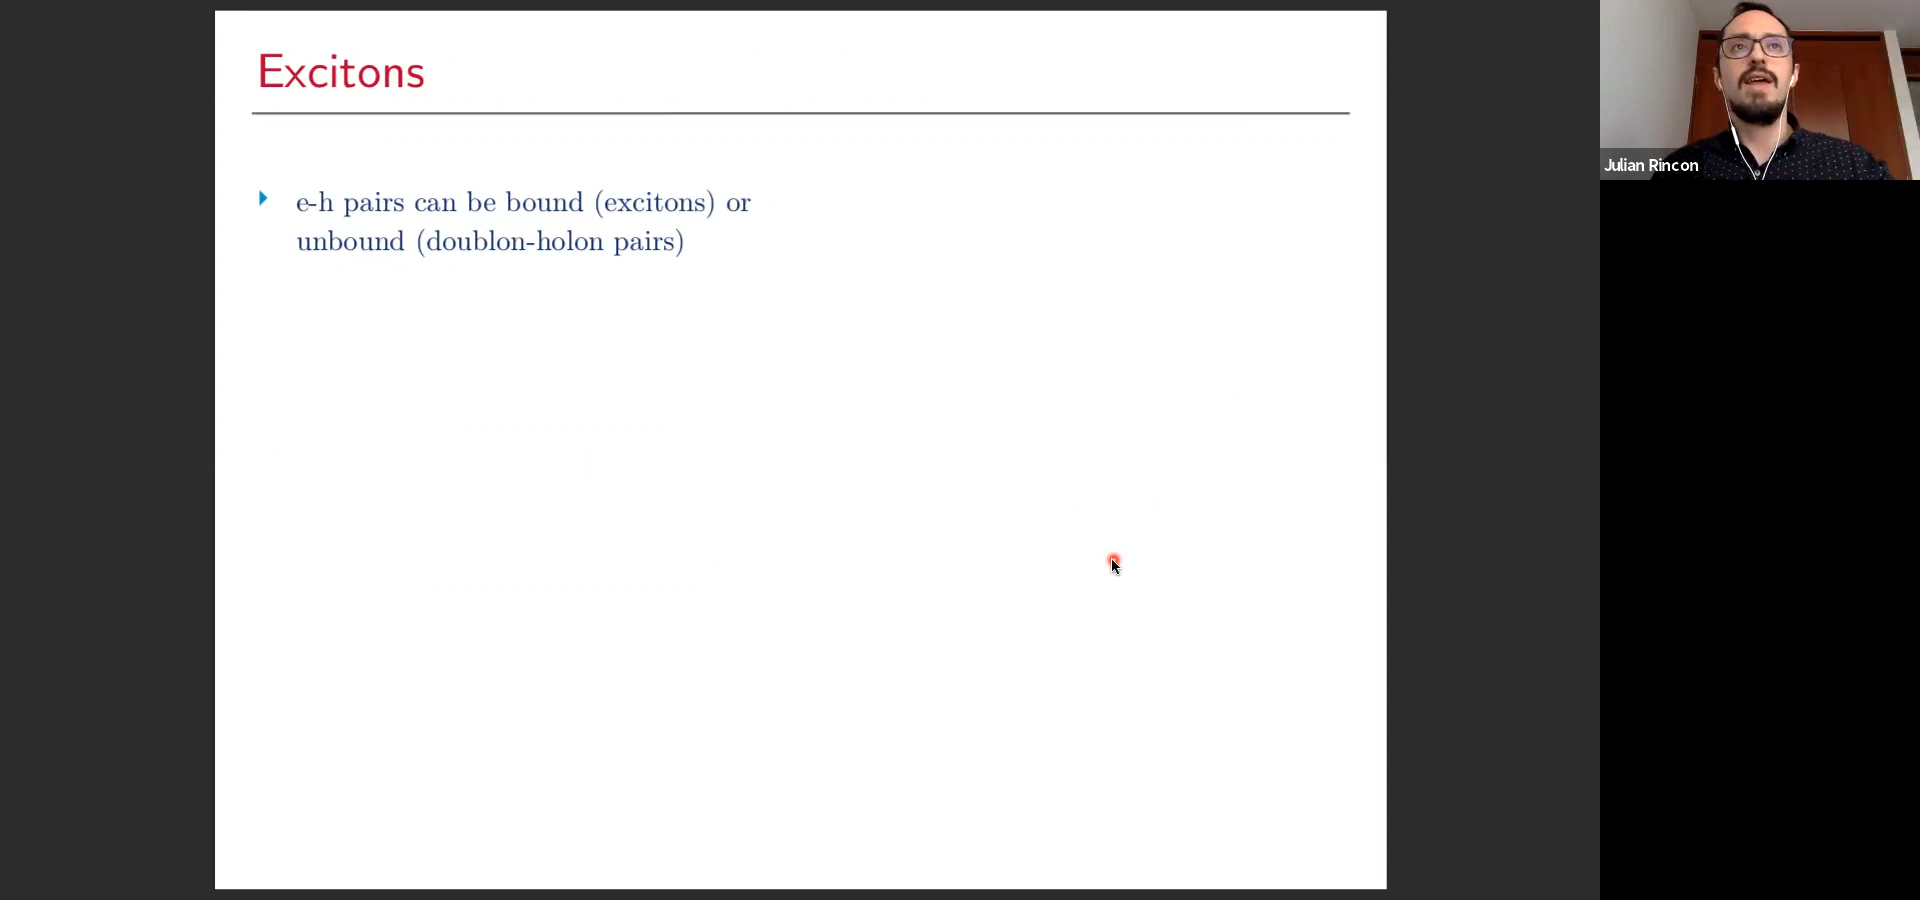 Excitons
e-h pairs can be bound (excitons) or
unbound (doublon-holon pairs)
Julian Rincon